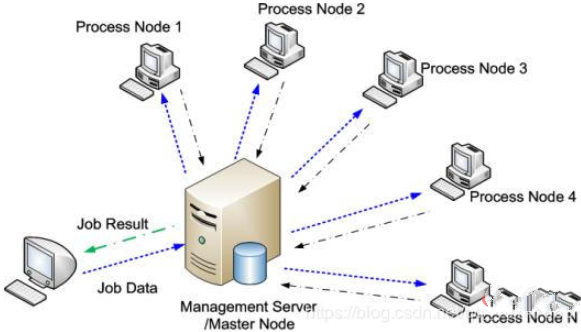 Process Node 1
Process Node 2
Process Node 3
Process Node 4
Job Result
Job Data
Management Server
/Master Node
Process Node N
https://blog.csdn.net